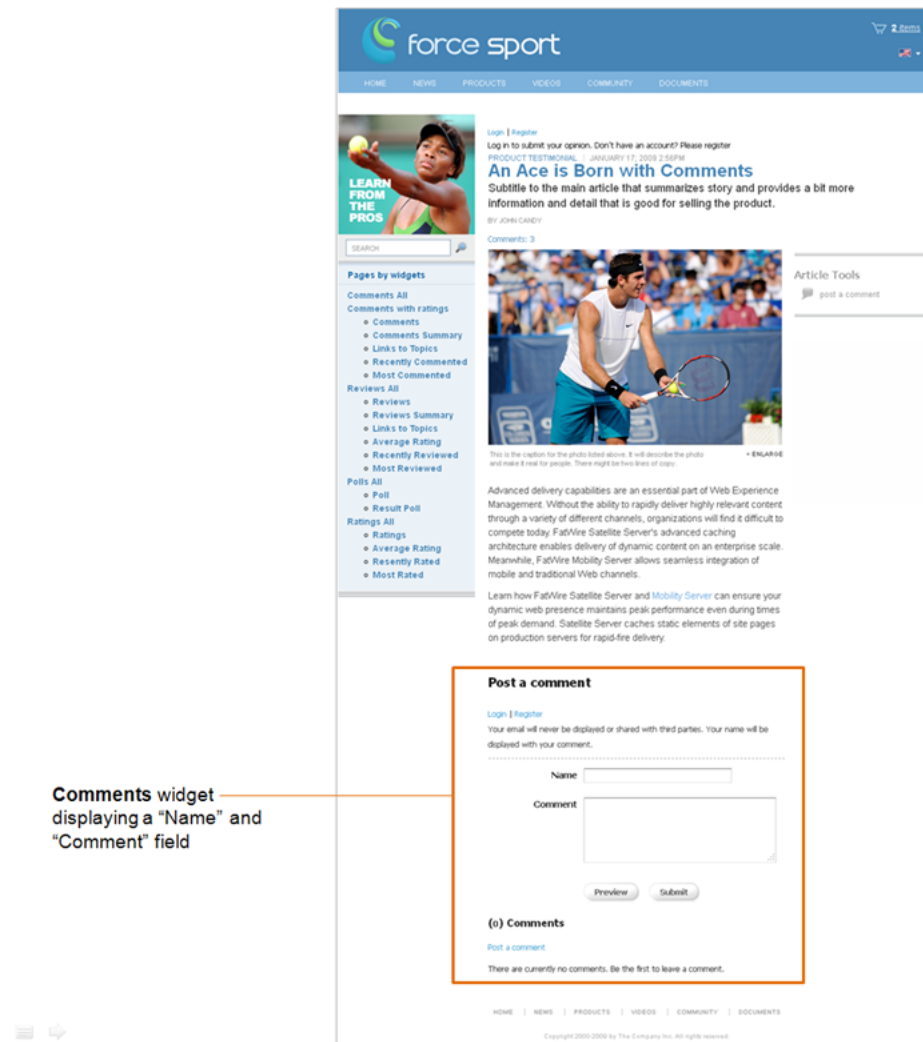 force sport
2 items
HOME NEWS PRODUCTS VIDEOS COMMUNITY DOCUMENTS
LEARN
FROM
THE
PROS
SEARCH
Pages by widgets
Comments All
Comments with ratings
Comments
Comments Summary
Links to Topics
Recently Commented
Most Commented
Reviews All
Reviews
Reviews Summary
Links to Topics
Average Rating
Recently Reviewed
Most Reviewed
Polls All
Poll
Result Poll
Ratings All
Ratings
Average Rating
Resently Rated
Most Rated
Login | Register
Log in to submit your opinion. Don't have an account? Please register
PRODUCT TESTIMONIAL | JANUARY 17, 2009 2:56PM
An Ace is Born with Comments
Subtitle to the main article that summarizes story and provides a bit more
information and detail that is good for selling the product.
BY JOHN CANDY
Comments: 3
Article Tools
post a comment
This is the caption for the photo listed above. It will describe the photo
and make it real for people. There might be two lines of copy.
+ ENLARGE
Advanced delivery capabilities are an essential part of Web Experience
Management. Without the ability to rapidly deliver highly relevant content
through a variety of different channels, organizations will find it difficult to
compete today. FatWire Satellite Server's advanced caching
architecture enables delivery of dynamic content on an enterprise scale.
Meanwhile, FatWire Mobility Server allows seamless integration of
mobile and traditional Web channels.
Learn how FatWire Satellite Server and Mobility Server can ensure your
dynamic web presence maintains peak performance even during times
of peak demand. Satellite Server caches static elements of site pages
on production servers for rapid-fire delivery.
Post a comment
Login | Register
Your email will never be displayed or shared with third parties. Your name will be
displayed with your comment.
Name
Comment
Preview Submit
(0) Comments
Post a comment
There are currently no comments. Be the first to leave a comment.
Comments widget
displaying a “Name” and
“Comment” field
HOME | NEWS | PRODUCTS | VIDEOS | COMMUNITY | DOCUMENTS
Copyright 2000-2008 by The Company Inc. All rights reserved.